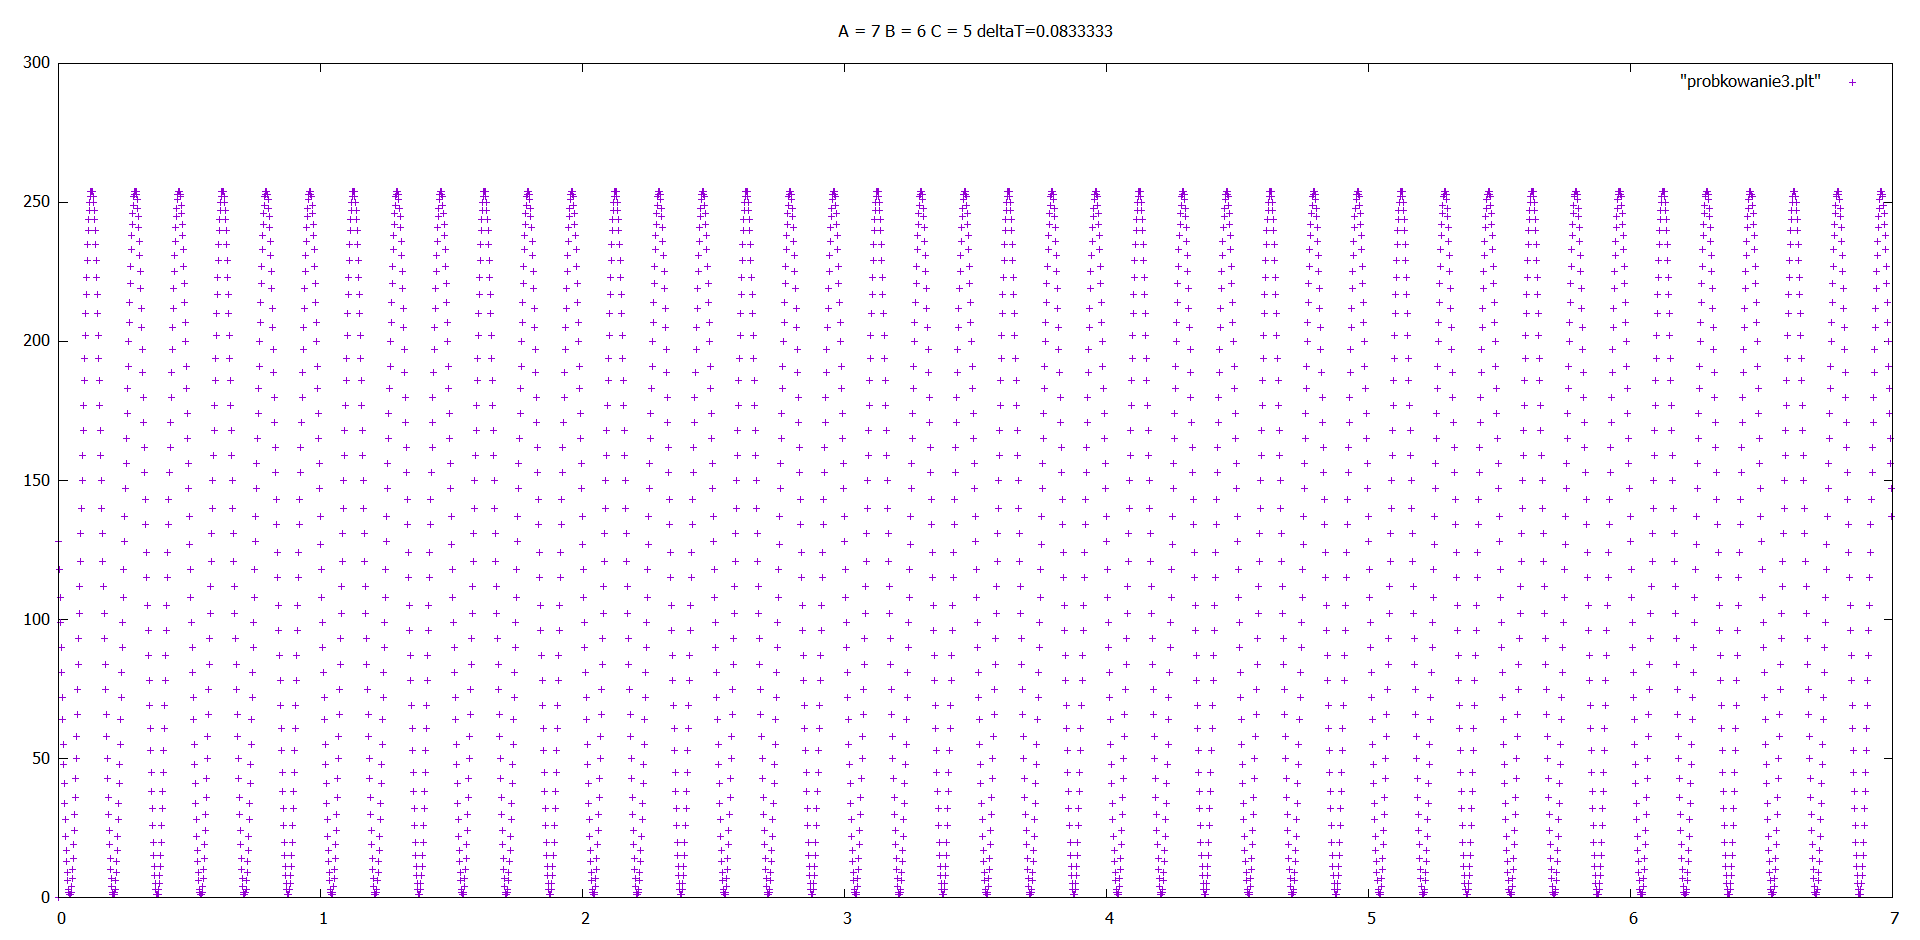 A = 7 B = 6 C = 5 deltaT=0.0833333
300
"probkowanie3.plt"
250
200
150
100
50
0
0 1 2 3 4 5 6 7